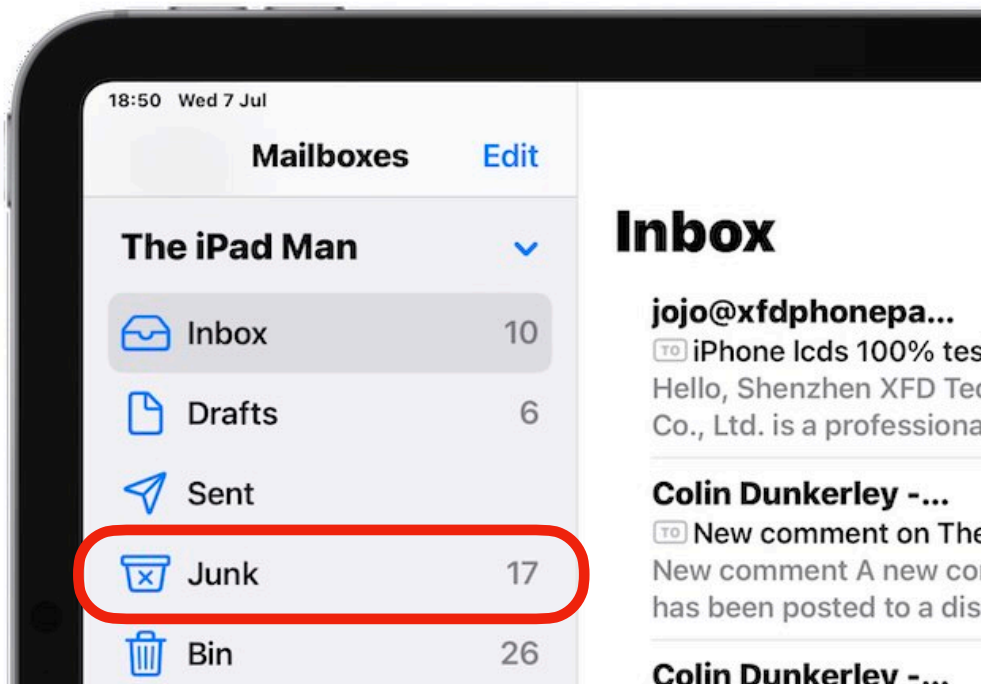 18:50 Wed 7 Jul
Mailboxes Edit
The iPad Man
Inbox 10
Drafts 6
Sent
Junk 17
Bin 26
Inbox
jojo@xfdphonepa...
TO iPhone lcds 100% tes
Hello, Shenzhen XFD Tec
Co., Ltd. is a professiona
Colin Dunkerley -...
TO New comment on The
New comment A new co
has been posted to a dis
Colin Dunkerley -...